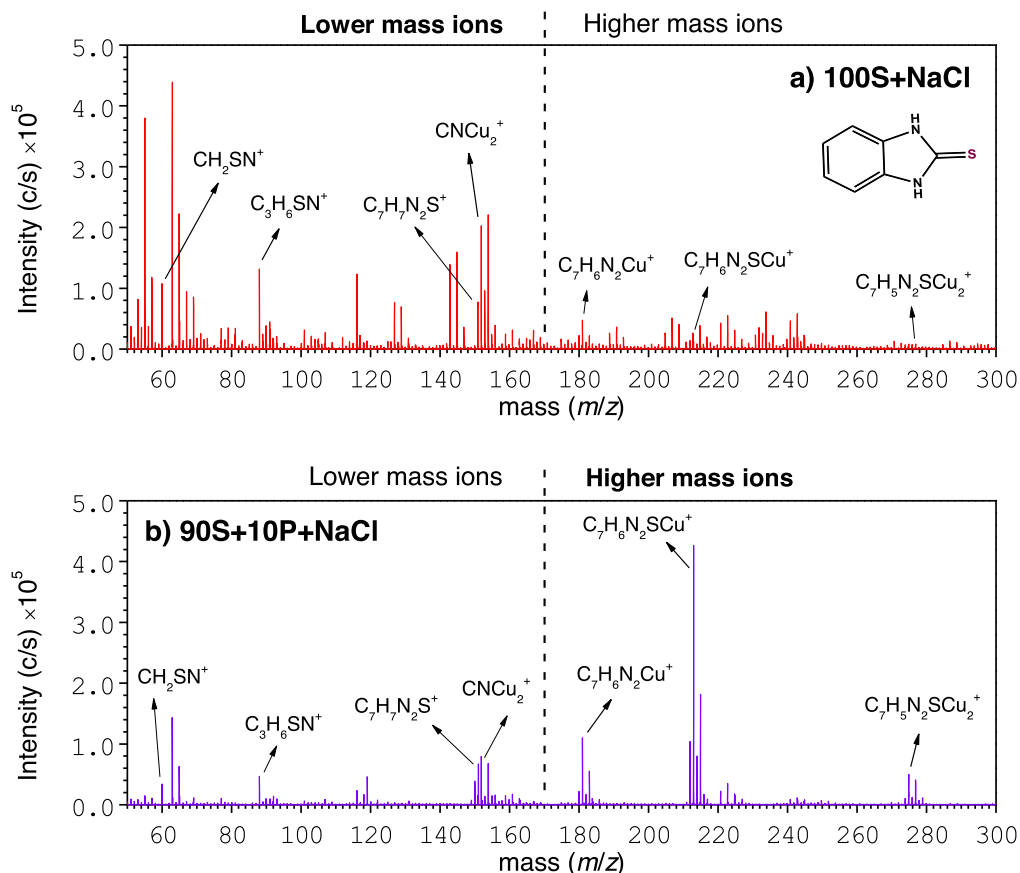 Lower mass ions
Higher mass ions
5.0
4.0
3.0
2.0
1.0
0.0
Intensity (c/s) ×10⁵
a) 100S+NaCl
H
N
S
N
H
CH₂SN⁺
C₃H₆SN⁺
C₇H₇N₂S⁺
CNCu₂⁺
C₇H₆N₂Cu⁺
C₇H₆N₂SCu⁺
C₇H₅N₂SCu₂⁺
60 80 100 120 140 160 180 200 220 240 260 280 300
mass (m/z)
Lower mass ions
Higher mass ions
5.0
4.0
3.0
2.0
1.0
0.0
Intensity (c/s) ×10⁵
b) 90S+10P+NaCl
C₇H₆N₂SCu⁺
CH₂SN⁺
C₃H₆SN⁺
C₇H₇N₂S⁺
CNCu₂⁺
C₇H₆N₂Cu⁺
C₇H₅N₂SCu₂⁺
60 80 100 120 140 160 180 200 220 240 260 280 300
mass (m/z)